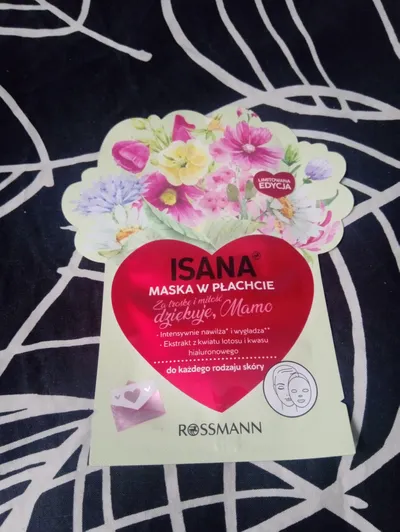 LIMITOWANA
EDYCJA
ISANA
MASKA W PŁACHCIE
Za troskę i miłość
dziękuję, Mamo
- Intensywnie nawilża* i wygładza**
- Ekstrakt z kwiatu lotosu i kwasu
hialuronowego
do każdego rodzaju skóry
ROSSMANN